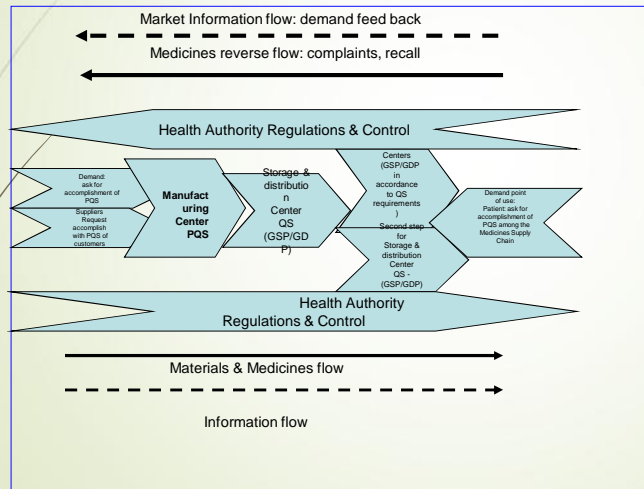 Market Information flow: demand feed back
Medicines reverse flow: complaints, recall
Health Authority Regulations & Control
Demand:
ask for
accomplishment of
PQS
Suppliers
Request
accomplish
with PQS of
customers
Manufact
uring
Center
PQS
Storage &
distributio
n
Center
QS
(GSP/GD
P)
Centers
(GSP/GDP
in
accordance
to QS
requirements
)
Second step
for
Storage &
distribution
Center
QS -
(GSP/GDP)
Demand point
of use:
Patient: ask for
accomplishment of
PQS among the
Medicines Supply
Chain
Health Authority
Regulations & Control
Materials & Medicines flow
Information flow